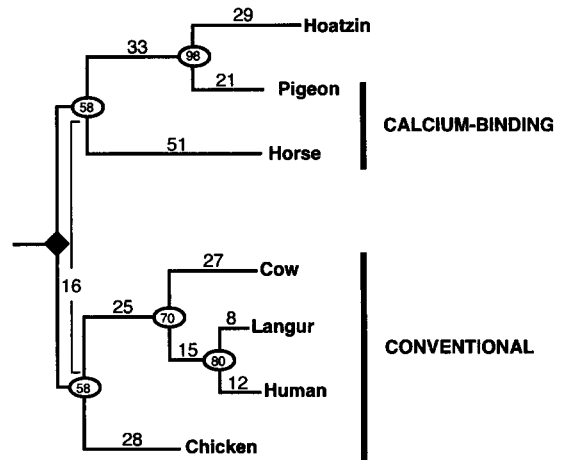 29
Hoatzin
33
98
21
Pigeon
58
CALCIUM-BINDING
51
Horse
27
Cow
16
25
8
Langur
70
15
80
CONVENTIONAL
12
Human
58
28
Chicken